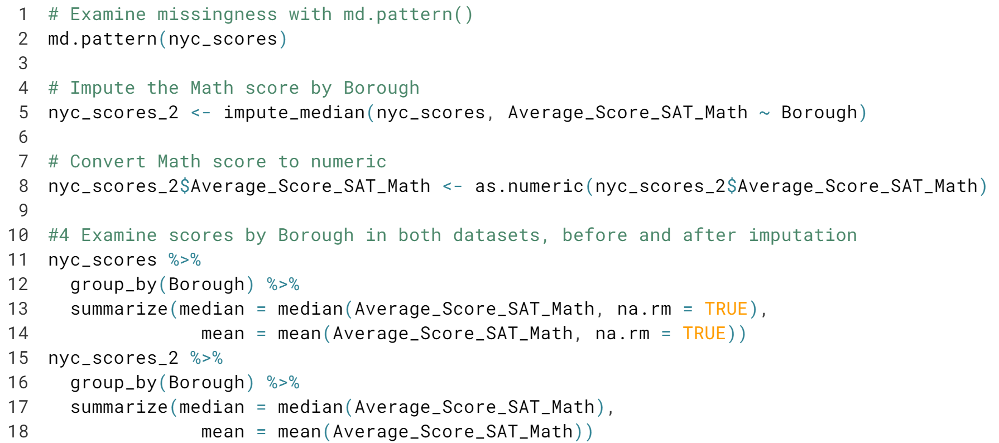 1 # Examine missingness with md.pattern()
2 md.pattern(nyc_scores)
3
4 # Impute the Math score by Borough
5 nyc_scores_2 <- impute_median(nyc_scores, Average_Score_SAT_Math ~ Borough)
6
7 # Convert Math score to numeric
8 nyc_scores_2$Average_Score_SAT_Math <- as.numeric(nyc_scores_2$Average_Score_SAT_Math)
9
10 #4 Examine scores by Borough in both datasets, before and after imputation
11 nyc_scores %>%
12   group_by(Borough) %>%
13   summarize(median = median(Average_Score_SAT_Math, na.rm = TRUE),
14               mean = mean(Average_Score_SAT_Math, na.rm = TRUE))
15 nyc_scores_2 %>%
16   group_by(Borough) %>%
17   summarize(median = median(Average_Score_SAT_Math),
18               mean = mean(Average_Score_SAT_Math))